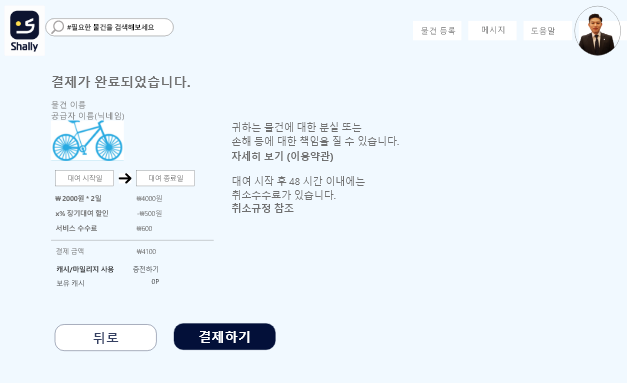 Shally
#필요한 물건을 검색해보세요
물건 등록
메시지
도움말
결제가 완료되었습니다.
물건 이름
공급자 이름(닉네임)
대여 시작일
대여 종료일
₩2000원 * 2일
₩4000원
x% 장기대여 할인
-₩500원
서비스 수수료
₩600
결제 금액
₩4100
캐시/마일리지 사용
충전하기
보유 캐시
0P
귀하는 물건에 대한 분실 또는
손해 등에 대한 책임을 질 수 있습니다.
자세히 보기 (이용약관)
대여 시작 후 48 시간 이내에는
취소수수료가 있습니다.
취소규정 참조
뒤로
결제하기